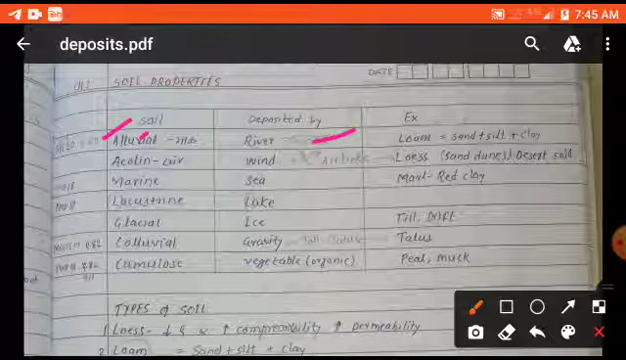 7:45 AM
deposits.pdf
SOIL PROPERTIES
DATE
Soil Deposited by Ex
Alluvial River Loam = sand+silt+clay
Aeolin-air wind Loess (sand dunes) Desert
Marine Sea Marl-Red clay
Locustrine Lake
Glacial Ice Till, Drift
Colluvial Gravity Talus
Cumulose vegetable (organic) Peat, muck
TYPES OF SOIL
1 Loess- ↓ & ↑ compressibility ↑ permeability
2 Loam = sand+silt+clay